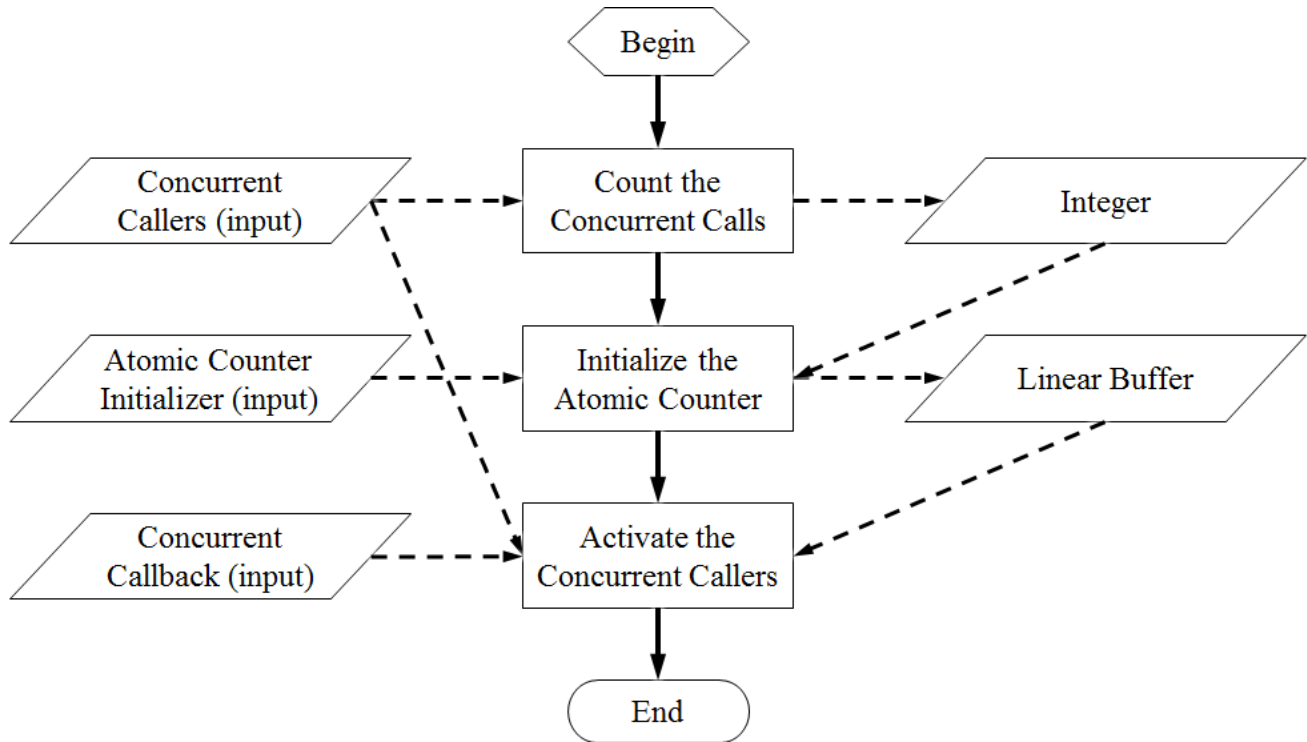 Begin
Concurrent
Callers (input)
Count the
Concurrent Calls
Integer
Atomic Counter
Initializer (input)
Initialize the
Atomic Counter
Linear Buffer
Concurrent
Callback (input)
Activate the
Concurrent Callers
End